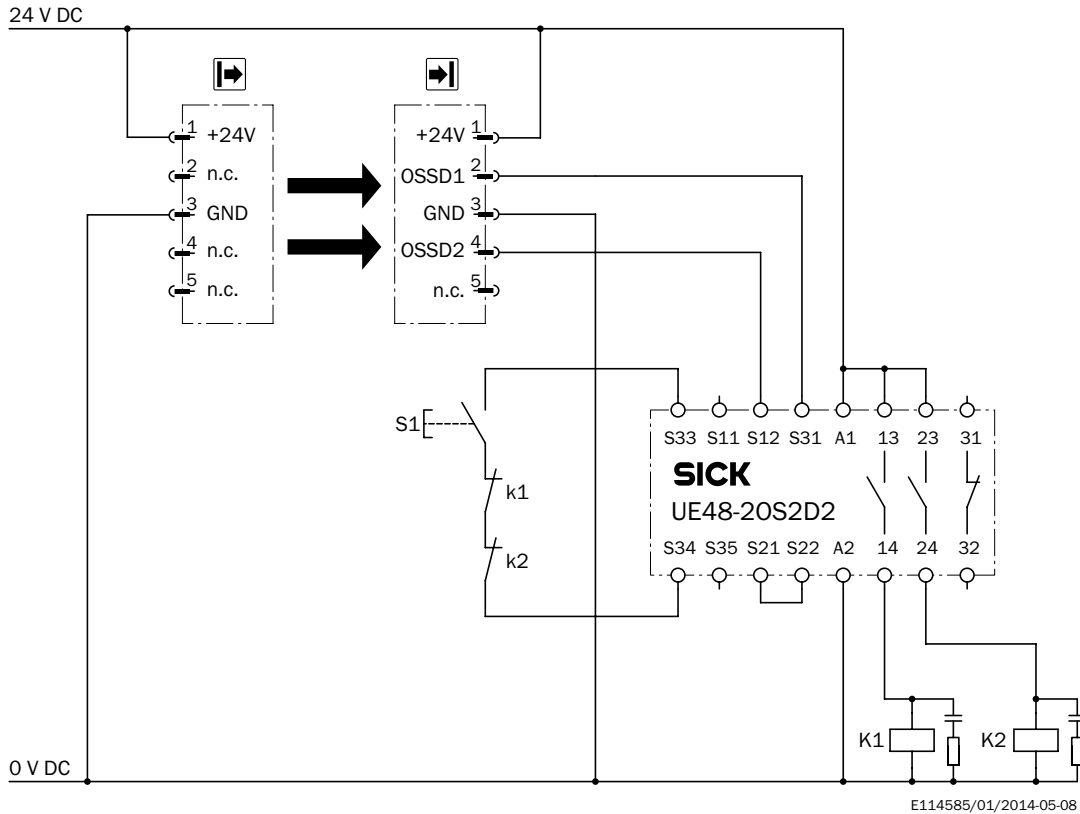 24 V DC
1 +24V
2 n.c.
3 GND
4 n.c.
5 n.c.
+24V 1
OSSD1 2
GND 3
OSSD2 4
n.c. 5
S1
k1
k2
S33 S11 S12 S31 A1 13 23 31
SICK
UE48-2OS2D2
S34 S35 S21 S22 A2 14 24 32
K1
K2
0 V DC
E114585/01/2014-05-08